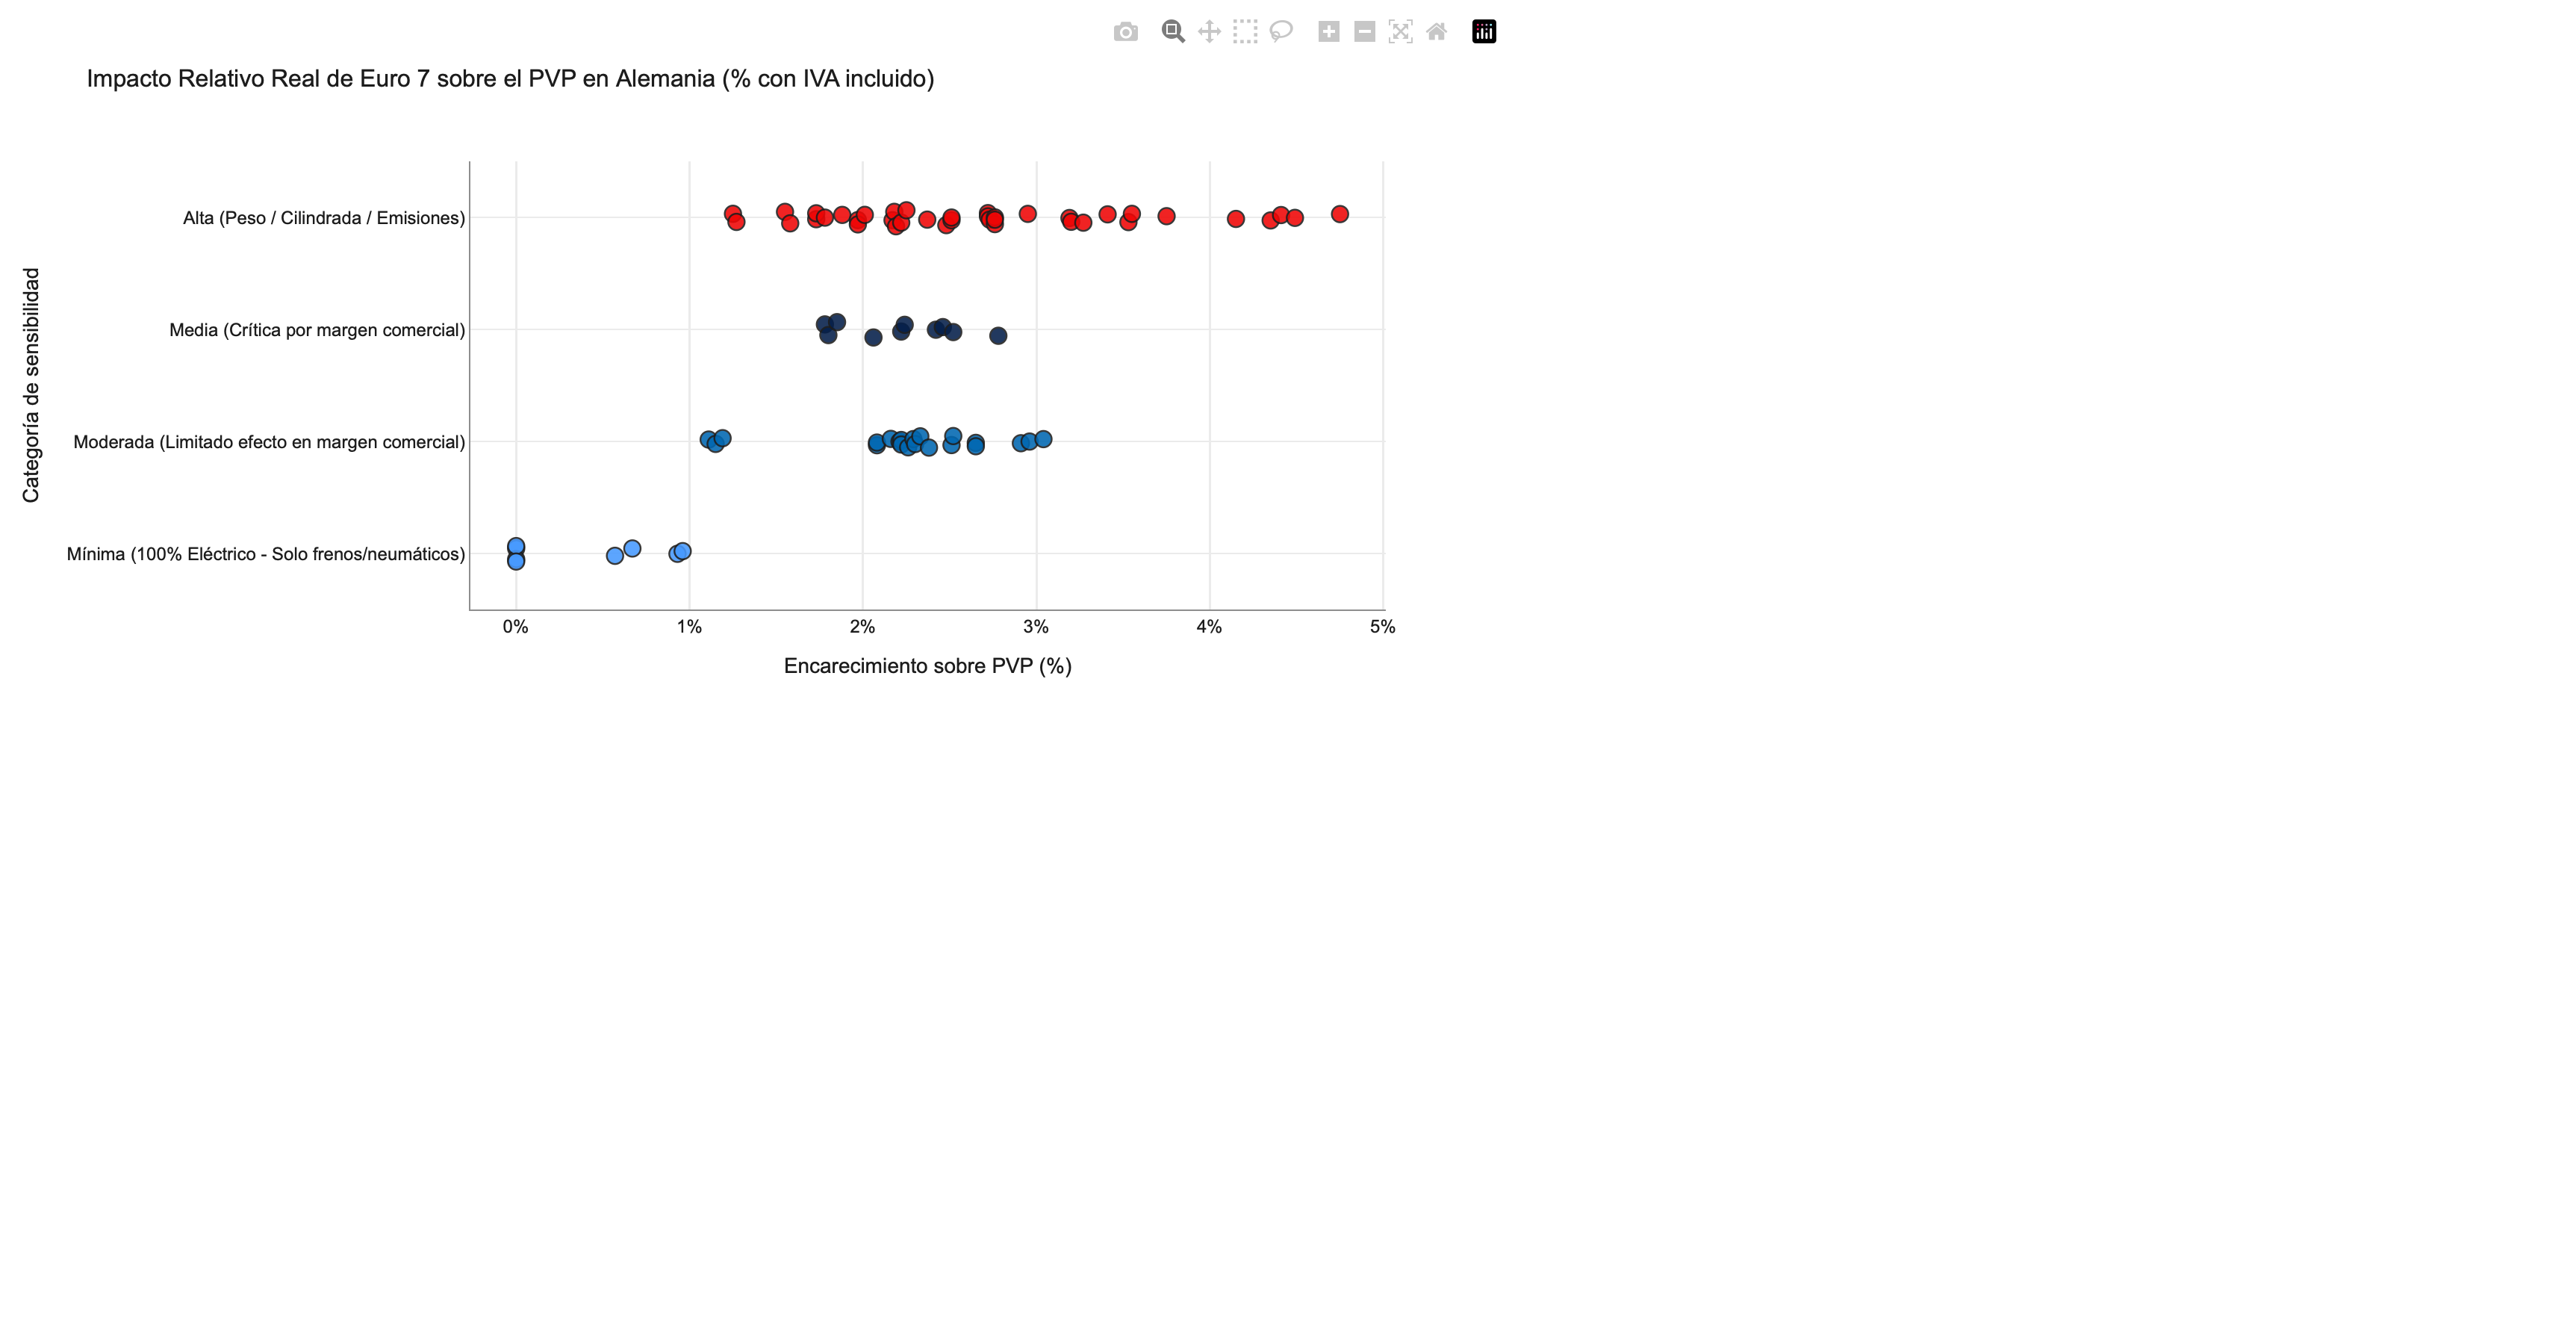 Impacto Relativo Real de Euro 7 sobre el PVP en Alemania (% con IVA incluido)
Categoría de sensibilidad
Alta (Peso / Cilindrada / Emisiones)
Media (Crítica por margen comercial)
Moderada (Limitado efecto en margen comercial)
Mínima (100% Eléctrico - Solo frenos/neumáticos)
0% 1% 2% 3% 4% 5%
Encarecimiento sobre PVP (%)